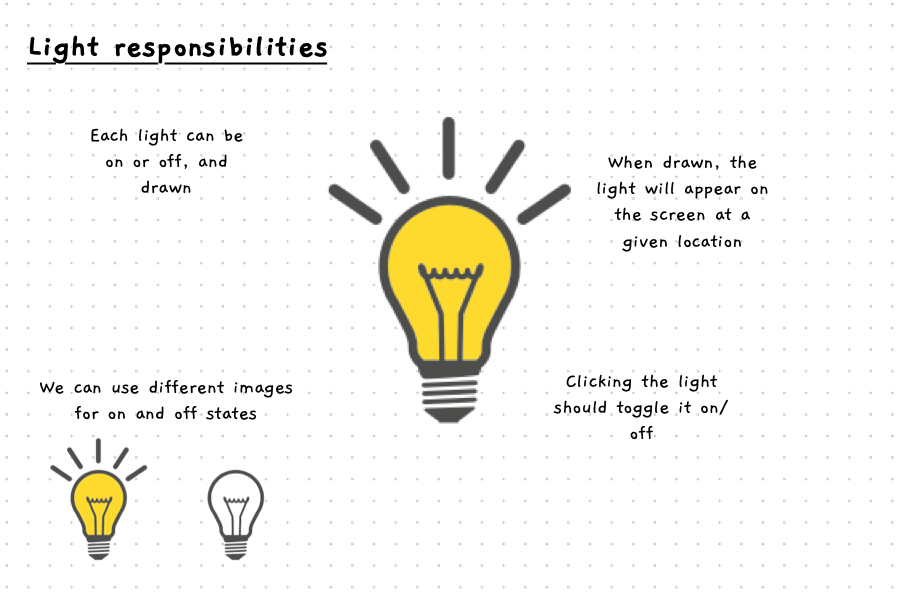 Light responsibilities
Each light can be
on or off, and
drawn
When drawn, the
light will appear on
the screen at a
given location
We can use different images
for on and off states
Clicking the light
should toggle it on/
off